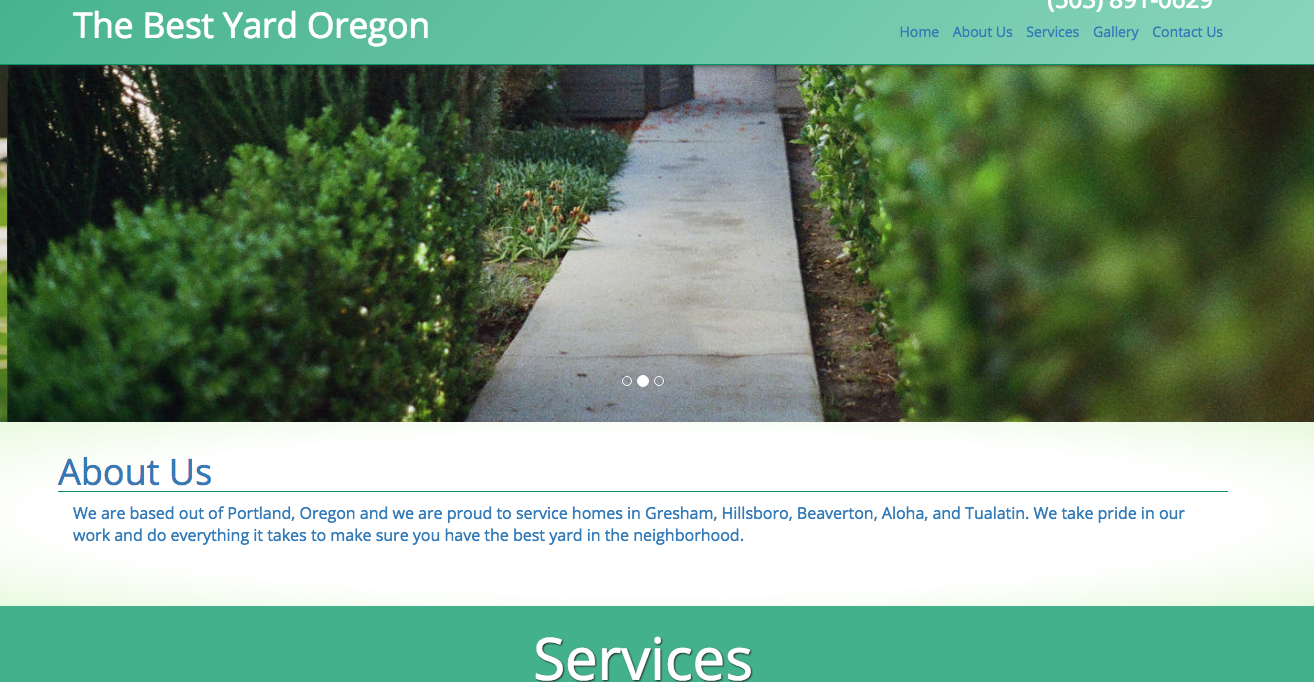 (503) 891-0629
The Best Yard Oregon
Home About Us Services Gallery Contact Us
About Us
We are based out of Portland, Oregon and we are proud to service homes in Gresham, Hillsboro, Beaverton, Aloha, and Tualatin. We take pride in our
work and do everything it takes to make sure you have the best yard in the neighborhood.
Services